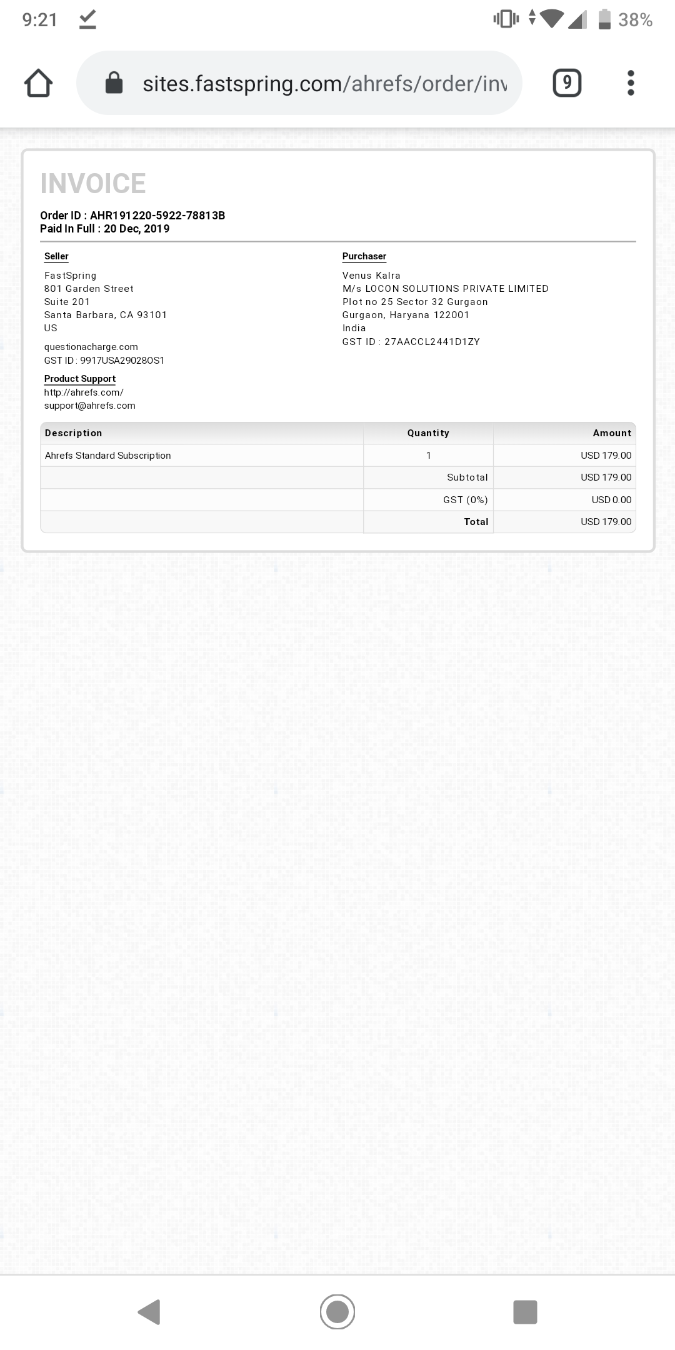 9:21
38%
sites.fastspring.com/ahrefs/order/inv
9
INVOICE
Order ID : AHR191220-5922-78813B
Paid In Full : 20 Dec, 2019
Seller
FastSpring
801 Garden Street
Suite 201
Santa Barbara, CA 93101
US
questionacharge.com
GST ID : 9917USA29028OS1
Product Support
http://ahrefs.com/
support@ahrefs.com
Purchaser
Venus Kalra
M/s LOCON SOLUTIONS PRIVATE LIMITED
Plot no 25 Sector 32 Gurgaon
Gurgaon, Haryana 122001
India
GST ID : 27AACCL2441D1ZY
Description Quantity Amount
Ahrefs Standard Subscription 1 USD 179.00
Subtotal USD 179.00
GST (0%) USD 0.00
Total USD 179.00